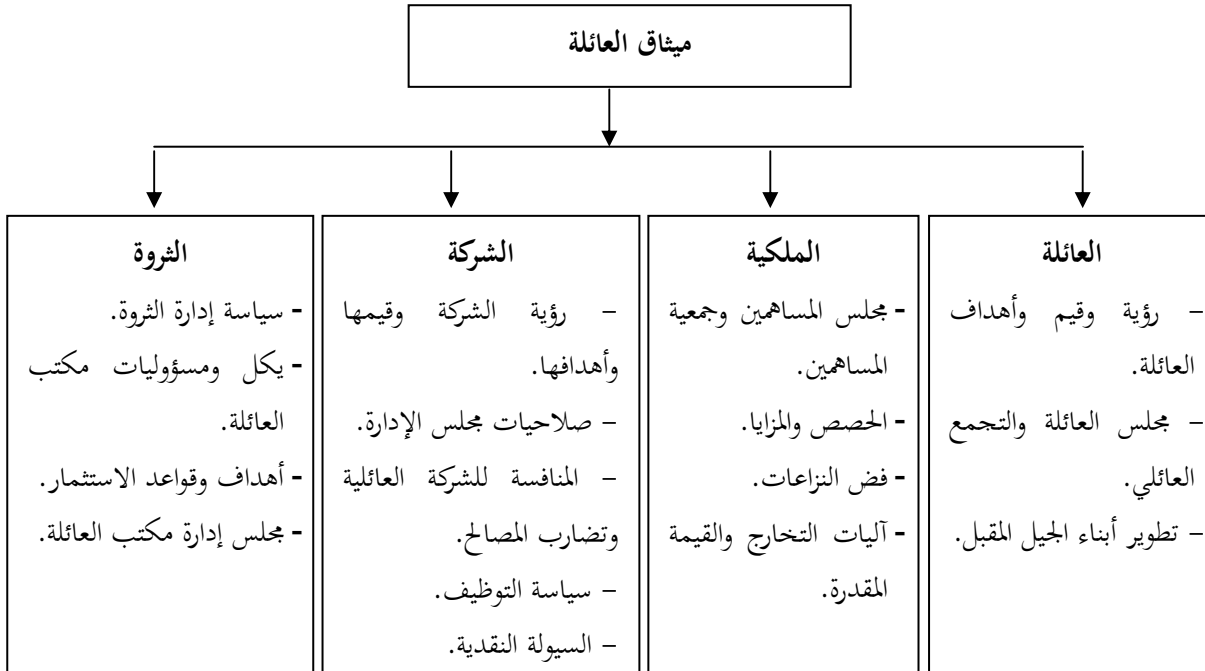 ميثاق العائلة
العائلة
– رؤية وقيم وأهداف
العائلة.
– مجلس العائلة والتجمع
العائلي.
– تطوير أبناء الجيل المقبل.
الملكية
- مجلس المساهمين وجمعية
المساهمين.
- الحصص والمزايا.
- فض النزاعات.
- آليات التخارج والقيمة
المقدرة.
الشركة
– رؤية الشركة وقيمها
وأهدافها.
– صلاحيات مجلس الإدارة.
– المنافسة للشركة العائلية
وتضارب المصالح.
– سياسة التوظيف.
– السيولة النقدية.
الثروة
- سياسة إدارة الثروة.
- يكل ومسؤوليات مكتب
العائلة.
- أهداف وقواعد الاستثمار.
- مجلس إدارة مكتب العائلة.